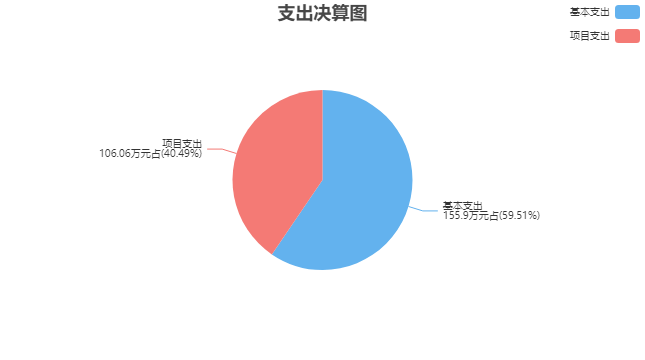 支出决算图
基本支出
项目支出
项目支出
106.06万元占(40.49%)
基本支出
155.9万元占(59.51%)